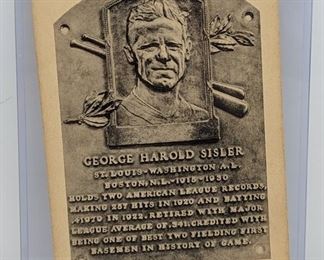 GEORGE HAROLD SISLER
ST. LOUIS-WASHINGTON A.L.
BOSTON, N.L.-1915-1930
HOLDS TWO AMERICAN LEAGUE RECORDS,
MAKING 257 HITS IN 1920 AND BATTING
.41979 IN 1922. RETIRED WITH MAJOR
LEAGUE AVERAGE OF .341. CREDITED WITH
BEING ONE OF BEST TWO FIELDING FIRST
BASEMEN IN HISTORY OF GAME.